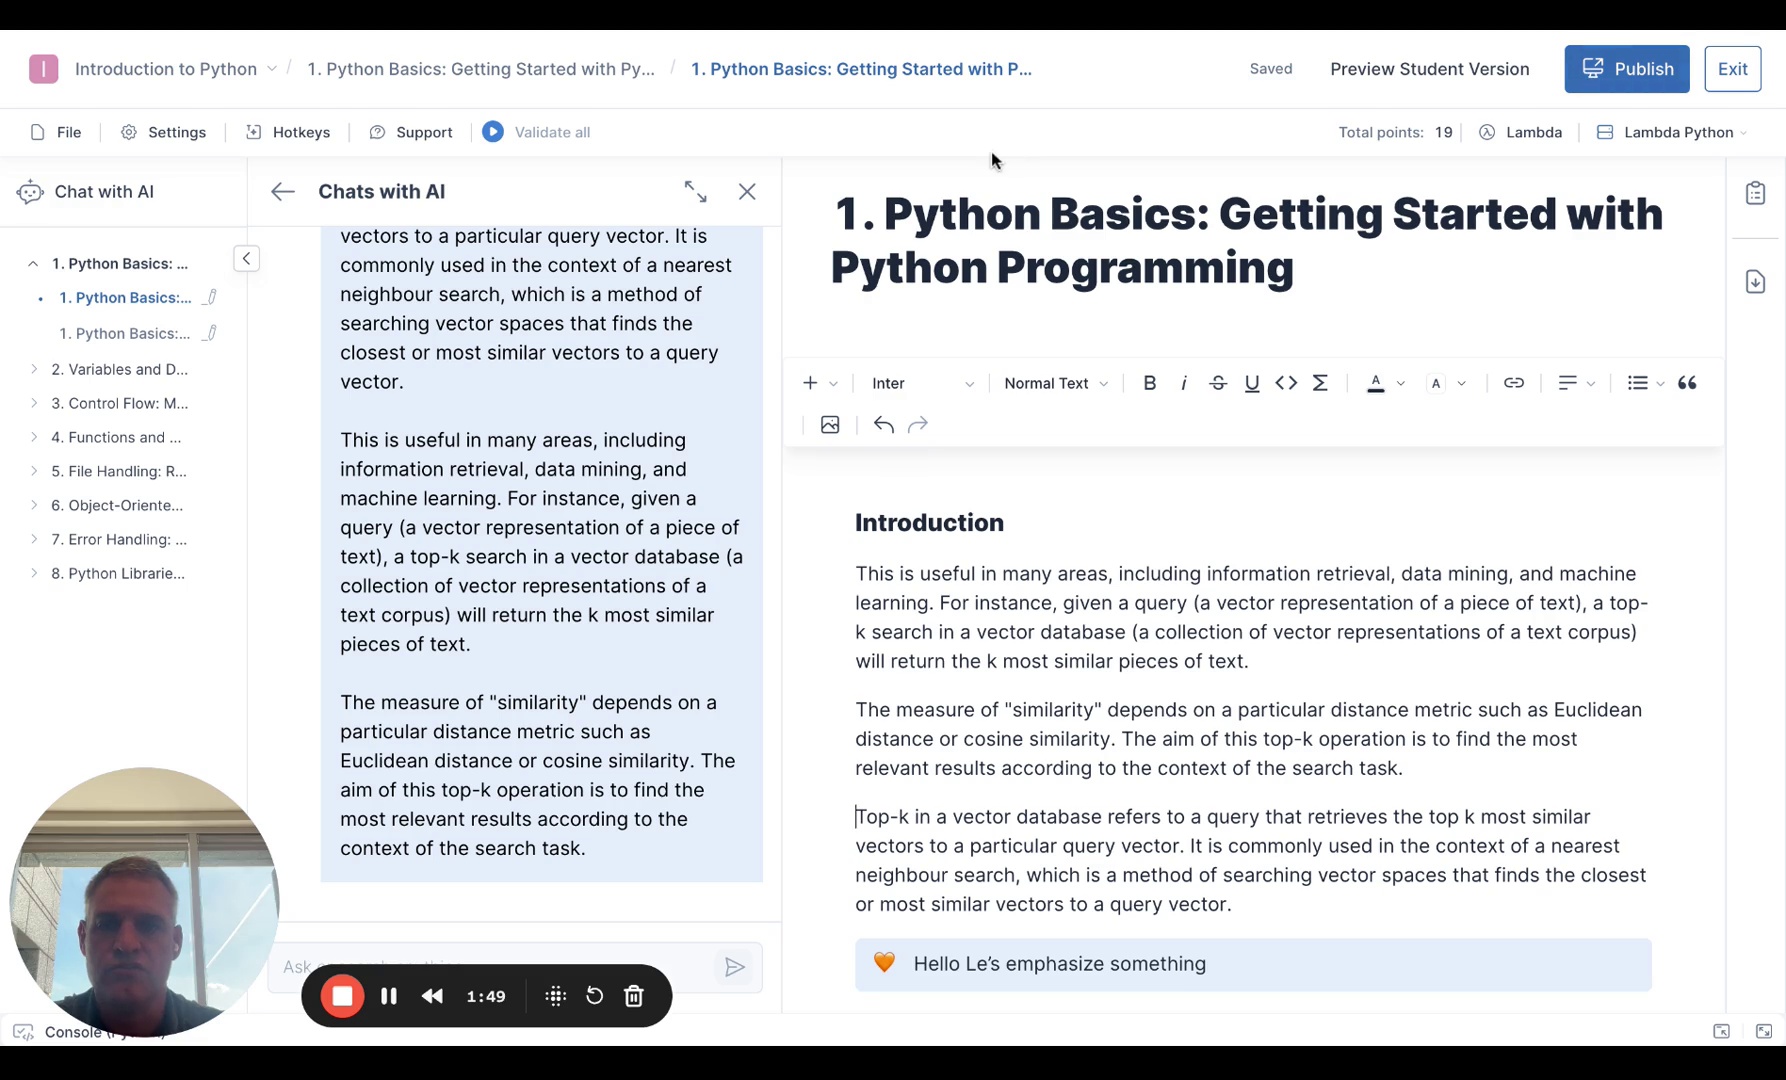 I
Introduction to Python / 1. Python Basics: Getting Started with Py... / 1. Python Basics: Getting Started with P...
Saved
Preview Student Version
Publish
Exit
File
Settings
Hotkeys
Support
Validate all
Total points: 19
Lambda
Lambda Python
Chat with AI
1. Python Basics: ...
1. Python Basics:...
1. Python Basics:...
2. Variables and D...
3. Control Flow: M...
4. Functions and ...
5. File Handling: R...
6. Object-Oriente...
7. Error Handling: ...
8. Python Librarie...
Chats with AI
vectors to a particular query vector. It is
commonly used in the context of a nearest
neighbour search, which is a method of
searching vector spaces that finds the
closest or most similar vectors to a query
vector.
This is useful in many areas, including
information retrieval, data mining, and
machine learning. For instance, given a
query (a vector representation of a piece of
text), a top-k search in a vector database (a
collection of vector representations of a
text corpus) will return the k most similar
pieces of text.
The measure of "similarity" depends on a
particular distance metric such as
Euclidean distance or cosine similarity. The
aim of this top-k operation is to find the
most relevant results according to the
context of the search task.
Ask
1:49
1. Python Basics: Getting Started with
Python Programming
Inter
Normal Text
B i S U A A
Introduction
This is useful in many areas, including information retrieval, data mining, and machine
learning. For instance, given a query (a vector representation of a piece of text), a top-
k search in a vector database (a collection of vector representations of a text corpus)
will return the k most similar pieces of text.
The measure of "similarity" depends on a particular distance metric such as Euclidean
distance or cosine similarity. The aim of this top-k operation is to find the most
relevant results according to the context of the search task.
Top-k in a vector database refers to a query that retrieves the top k most similar
vectors to a particular query vector. It is commonly used in the context of a nearest
neighbour search, which is a method of searching vector spaces that finds the closest
or most similar vectors to a query vector.
🧡 Hello Le's emphasize something
Console